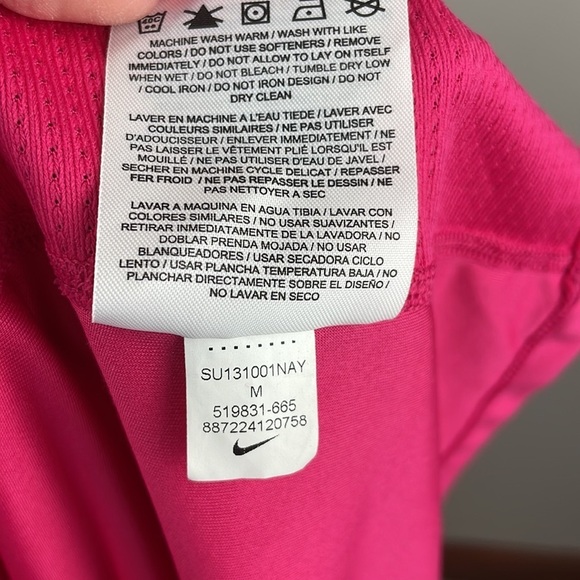 40C
MACHINE WASH WARM / WASH WITH LIKE
COLORS / DO NOT USE SOFTENERS / REMOVE
IMMEDIATELY / DO NOT ALLOW TO LAY ON ITSELF
WHEN WET / DO NOT BLEACH / TUMBLE DRY LOW
/ COOL IRON / DO NOT IRON DESIGN / DO NOT
DRY CLEAN
LAVER EN MACHINE A L'EAU TIEDE / LAVER AVEC
COULEURS SIMILAIRES / NE PAS UTILISER
D'ADOUCISSEUR / ENLEVER IMMEDIATEMENT / NE
PAS LAISSER LE VÊTEMENT PLIÉ LORSQU'IL EST
MOUILLÉ / NE PAS UTILISER D'EAU DE JAVEL /
SECHER EN MACHINE CYCLE DELICAT / REPASSER
FER FROID / NE PAS REPASSER LE DESSIN / NE
PAS NETTOYER A SEC
LAVAR A MAQUINA EN AGUA TIBIA / LAVAR CON
COLORES SIMILARES / NO USAR SUAVIZANTES /
RETIRAR INMEDIATAMENTE DE LA LAVADORA / NO
DOBLAR PRENDA MOJADA / NO USAR
BLANQUEADORES / USAR SECADORA CICLO
LENTO / USAR PLANCHA TEMPERATURA BAJA / NO
PLANCHAR DIRECTAMENTE SOBRE EL DISEÑO /
NO LAVAR EN SECO
SU131001NAY
M
519831-665
887224120758